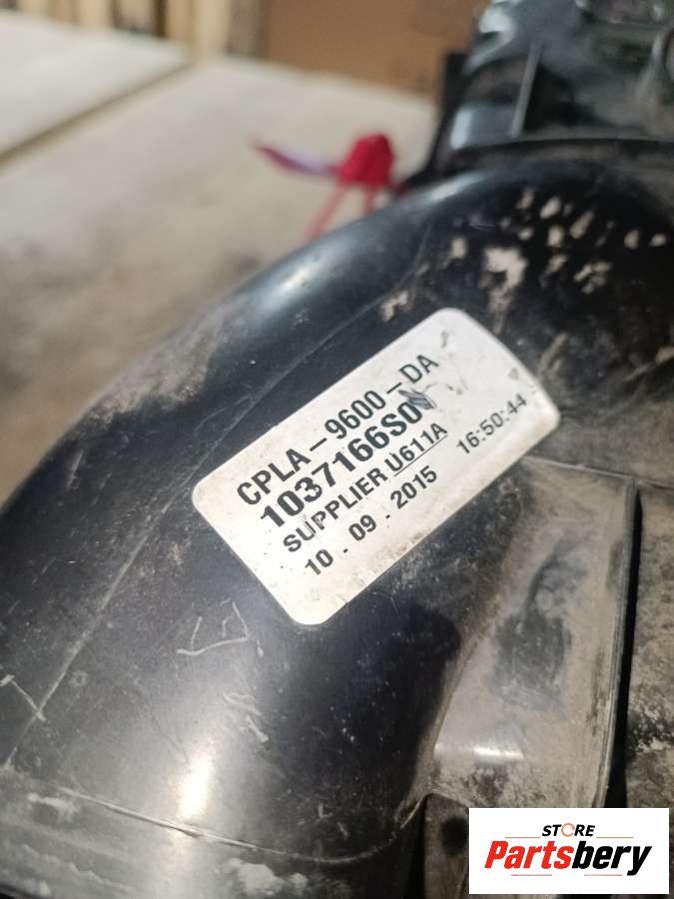 CPLA-9600-DA
1037166S0
SUPPLIER U611A
10 - 09 - 2015 16:50:44
STORE
Partsbery